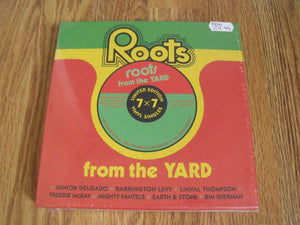 Roots
roots
from the YARD
LIMITED EDITION
7×7"
VINYL SINGLES
from the YARD
JUNIOR DELGADO • BARRINGTON LEVY • LINVAL THOMPSON •
FREDDIE McKAY • MIGHTY FANTELS • EARTH & STONE • BIM SHERMAN